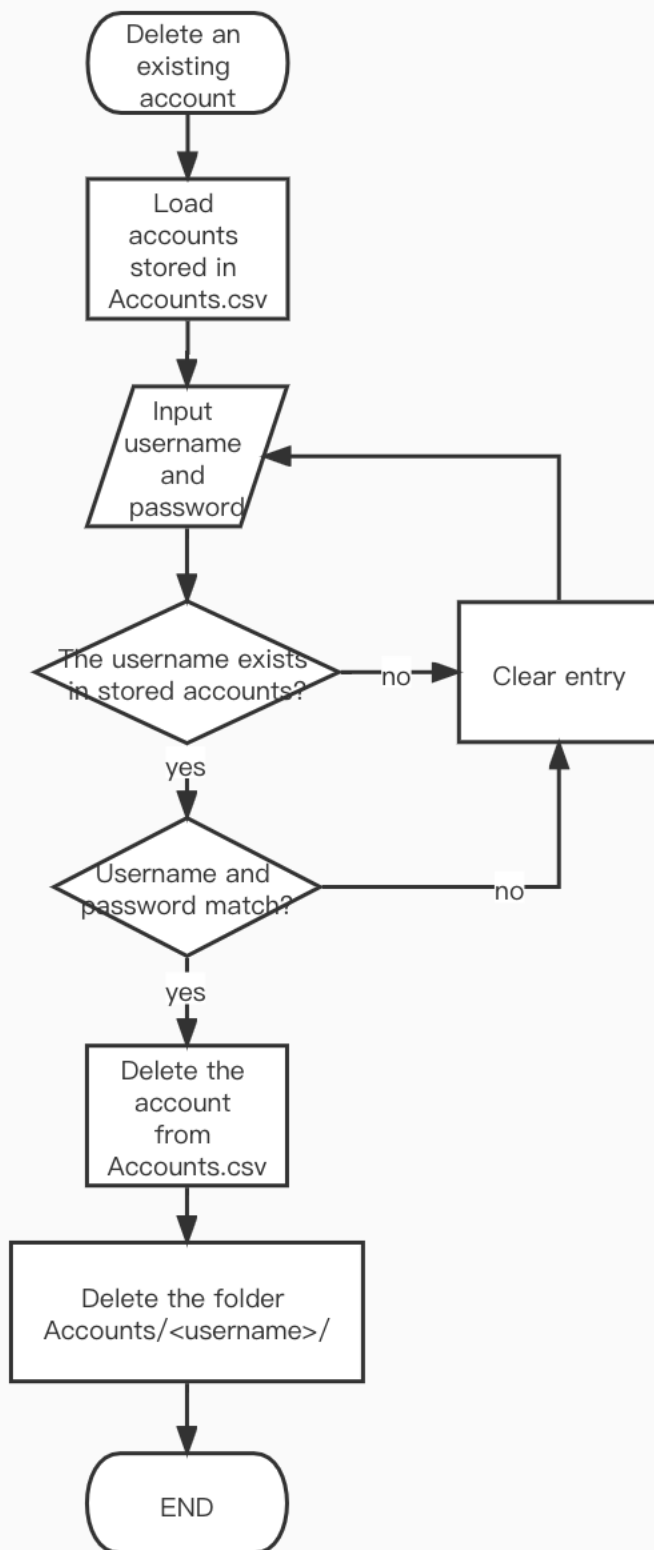 Delete an
existing
account
Load
accounts
stored in
Accounts.csv
Input
username
and
password
The username exists
in stored accounts?
no
Clear entry
yes
Username and
password match?
no
yes
Delete the
account
from
Accounts.csv
Delete the folder
Accounts/<username>/
END